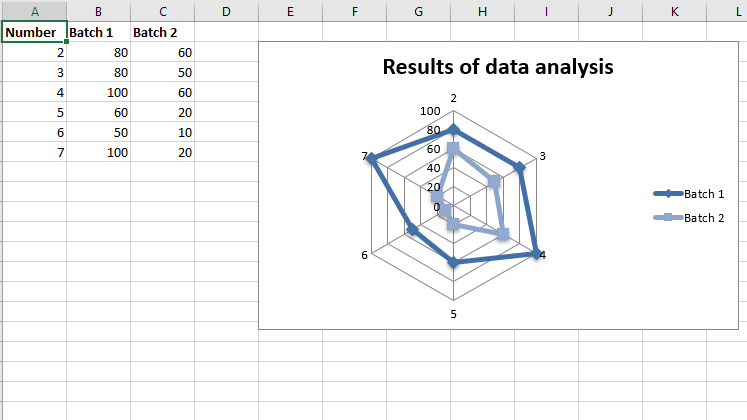 A B C D E F G H I J K L
Number Batch 1 Batch 2
2 80 60
3 80 50
4 100 60
5 60 20
6 50 10
7 100 20
Results of data analysis
2
100
80
60
40
20
0
3
4
5
6
7
Batch 1
Batch 2